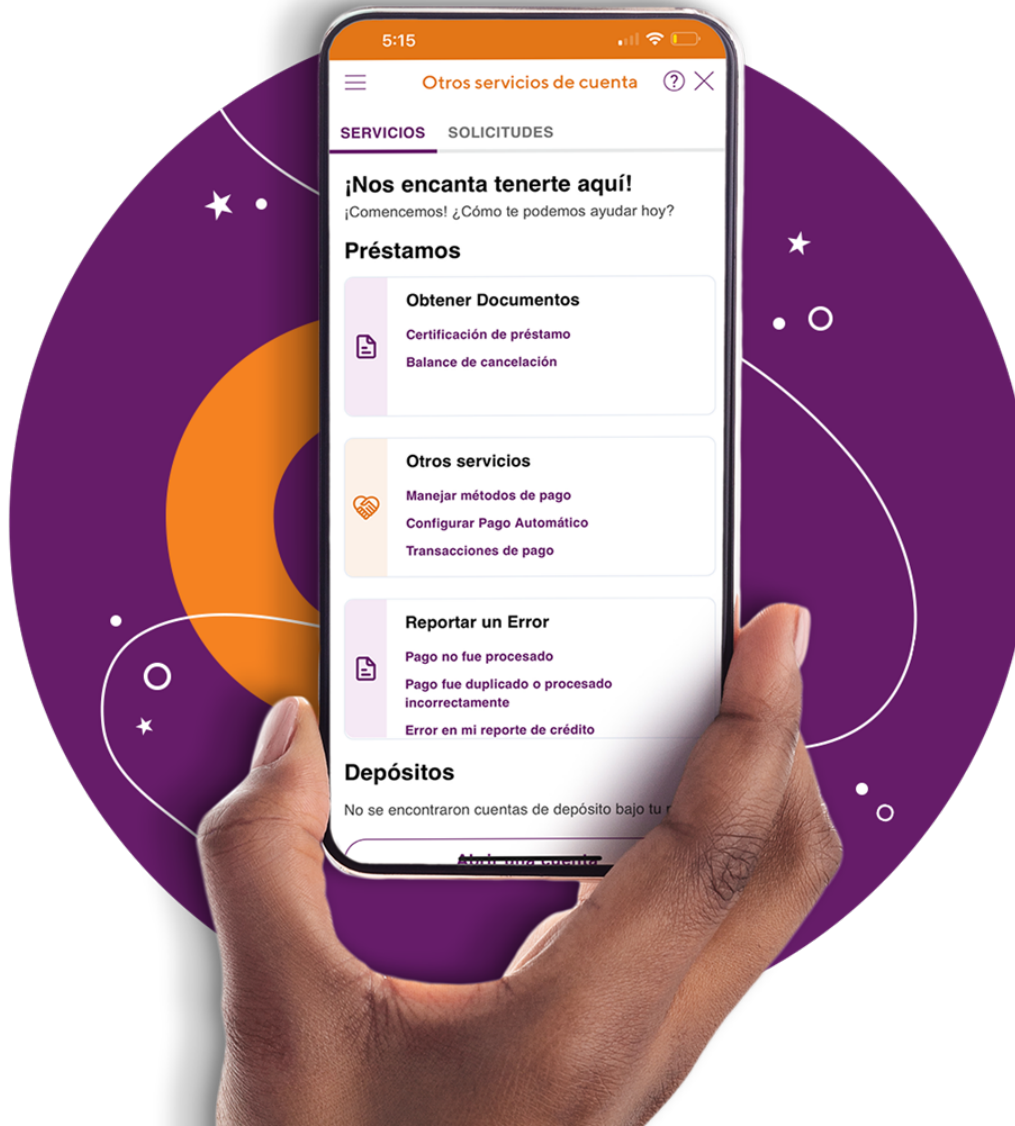 5:15
Otros servicios de cuenta
SERVICIOS SOLICITUDES
¡Nos encanta tenerte aquí!
¡Comencemos! ¿Cómo te podemos ayudar hoy?
Préstamos
Obtener Documentos
Certificación de préstamo
Balance de cancelación
Otros servicios
Manejar métodos de pago
Configurar Pago Automático
Transacciones de pago
Reportar un Error
Pago no fue procesado
Pago fue duplicado o procesado
incorrectamente
Error en mi reporte de crédito
Depósitos
No se encontraron cuentas de depósito bajo tu
Abrir una cuenta